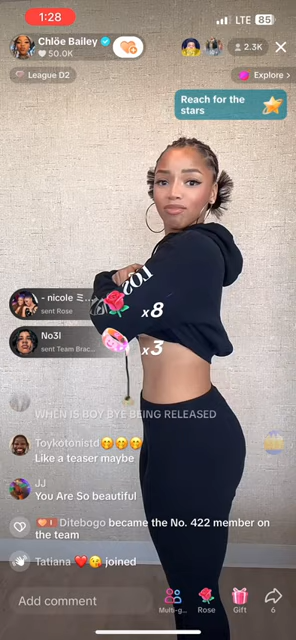 1:28
LTE 85
Chlöe Bailey
50.0K
2.3K
League D2
Explore >
Reach for the
stars
- nicole ミ...
sent Rose
x8
No3l
sent Team Brac...
x3
WHEN IS BOY BYE BEING RELEASED
Toykotonistd
Like a teaser maybe
JJ
You Are So beautiful
Ditebogo became the No. 422 member on
the team
Tatiana joined
Add comment
Multi-g...
Rose
Gift
6